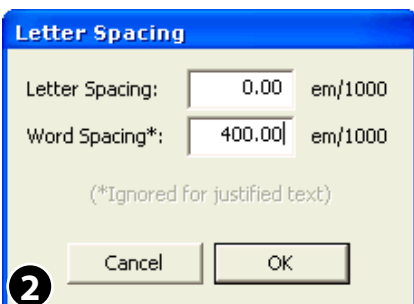 Letter Spacing
Letter Spacing: 0.00 em/1000
Word Spacing*: 400.00 em/1000
(*Ignored for justified text)
Cancel OK
2